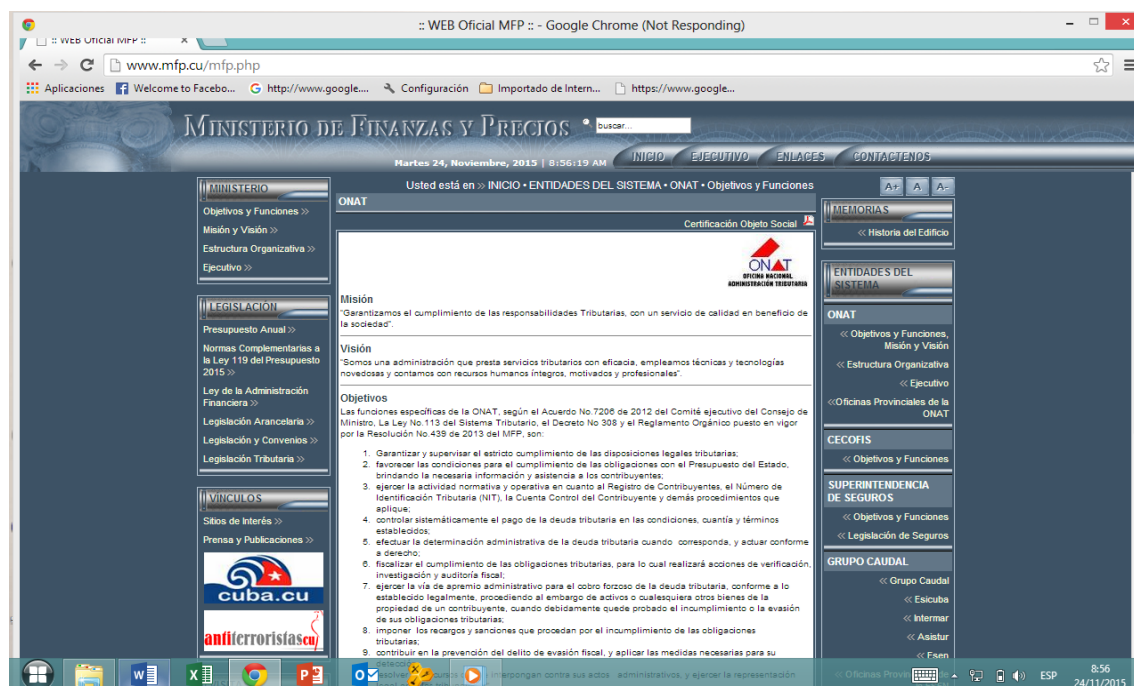 :: WEB Oficial MFP :: - Google Chrome (Not Responding)
:: WEB Oficial MFP ::
www.mfp.cu/mfp.php
Aplicaciones Welcome to Facebo... http://www.google.... Configuración Importado de Intern... https://www.google...
MINISTERIO DE FINANZAS Y PRECIOS buscar...
Martes 24, Noviembre, 2015 | 8:56:19 AM INICIO EJECUTIVO ENLACES CONTACTENOS
MINISTERIO
Objetivos y Funciones »
Misión y Visión »
Estructura Organizativa »
Ejecutivo »
LEGISLACIÓN
Presupuesto Anual »
Normas Complementarias a
la Ley 119 del Presupuesto
2015 »
Ley de la Administración
Financiera »
Legislación Arancelaria »
Legislación y Convenios »
Legislación Tributaria »
VÍNCULOS
Sitios de Interés »
Prensa y Publicaciones »
cuba.cu
antiterroristas.cu
Usted está en » INICIO • ENTIDADES DEL SISTEMA • ONAT • Objetivos y Funciones
ONAT
Certificación Objeto Social
ONAT
OFICINA NACIONAL
ADMINISTRACIÓN TRIBUTARIA
Misión
"Garantizamos el cumplimiento de las responsabilidades Tributarias, con un servicio de calidad en beneficio de
la sociedad".
Visión
"Somos una administración que presta servicios tributarios con eficacia, empleamos técnicas y tecnologías
novedosas y contamos con recursos humanos íntegros, motivados y profesionales".
Objetivos
Las funciones específicas de la ONAT, según el Acuerdo No.7206 de 2012 del Comité ejecutivo del Consejo de
Ministro, La Ley No.113 del Sistema Tributario, el Decreto No 308 y el Reglamento Orgánico puesto en vigor
por la Resolución No.439 de 2013 del MFP, son:
1. Garantizar y supervisar el estricto cumplimiento de las disposiciones legales tributarias;
2. favorecer las condiciones para el cumplimiento de las obligaciones con el Presupuesto del Estado,
brindando la necesaria información y asistencia a los contribuyentes;
3. ejercer la actividad normativa y operativa en cuanto al Registro de Contribuyentes, el Número de
Identificación Tributaria (NIT), la Cuenta Control del Contribuyente y demás procedimientos que
aplique;
4. controlar sistemáticamente el pago de la deuda tributaria en las condiciones, cuantía y términos
establecidos;
5. efectuar la determinación administrativa de la deuda tributaria cuando corresponda, y actuar conforme
a derecho;
6. fiscalizar el cumplimiento de las obligaciones tributarias, para lo cual realizará acciones de verificación,
investigación y auditoría fiscal;
7. ejercer la vía de apremio administrativo para el cobro forzoso de la deuda tributaria, conforme a lo
establecido legalmente, procediendo al embargo de activos o cualesquiera otros bienes de la
propiedad de un contribuyente, cuando debidamente quede probado el incumplimiento o la evasión
de sus obligaciones tributarias;
8. imponer los recargos y sanciones que procedan por el incumplimiento de las obligaciones
tributarias;
9. contribuir en la prevención del delito de evasión fiscal, y aplicar las medidas necesarias para su
interpongan contra sus actos administrativos, y ejercer la representación
A+ A A-
MEMORIAS
« Historia del Edificio
ENTIDADES DEL
SISTEMA
ONAT
« Objetivos y Funciones,
Misión y Visión
« Estructura Organizativa
« Ejecutivo
«Oficinas Provinciales de la
ONAT
CECOFIS
« Objetivos y Funciones
SUPERINTENDENCIA
DE SEGUROS
« Objetivos y Funciones
« Legislación de Seguros
GRUPO CAUDAL
« Grupo Caudal
« Esicuba
« Intermar
« Asistur
« Esen
« Oficinas
ESP
8:56
24/11/2015